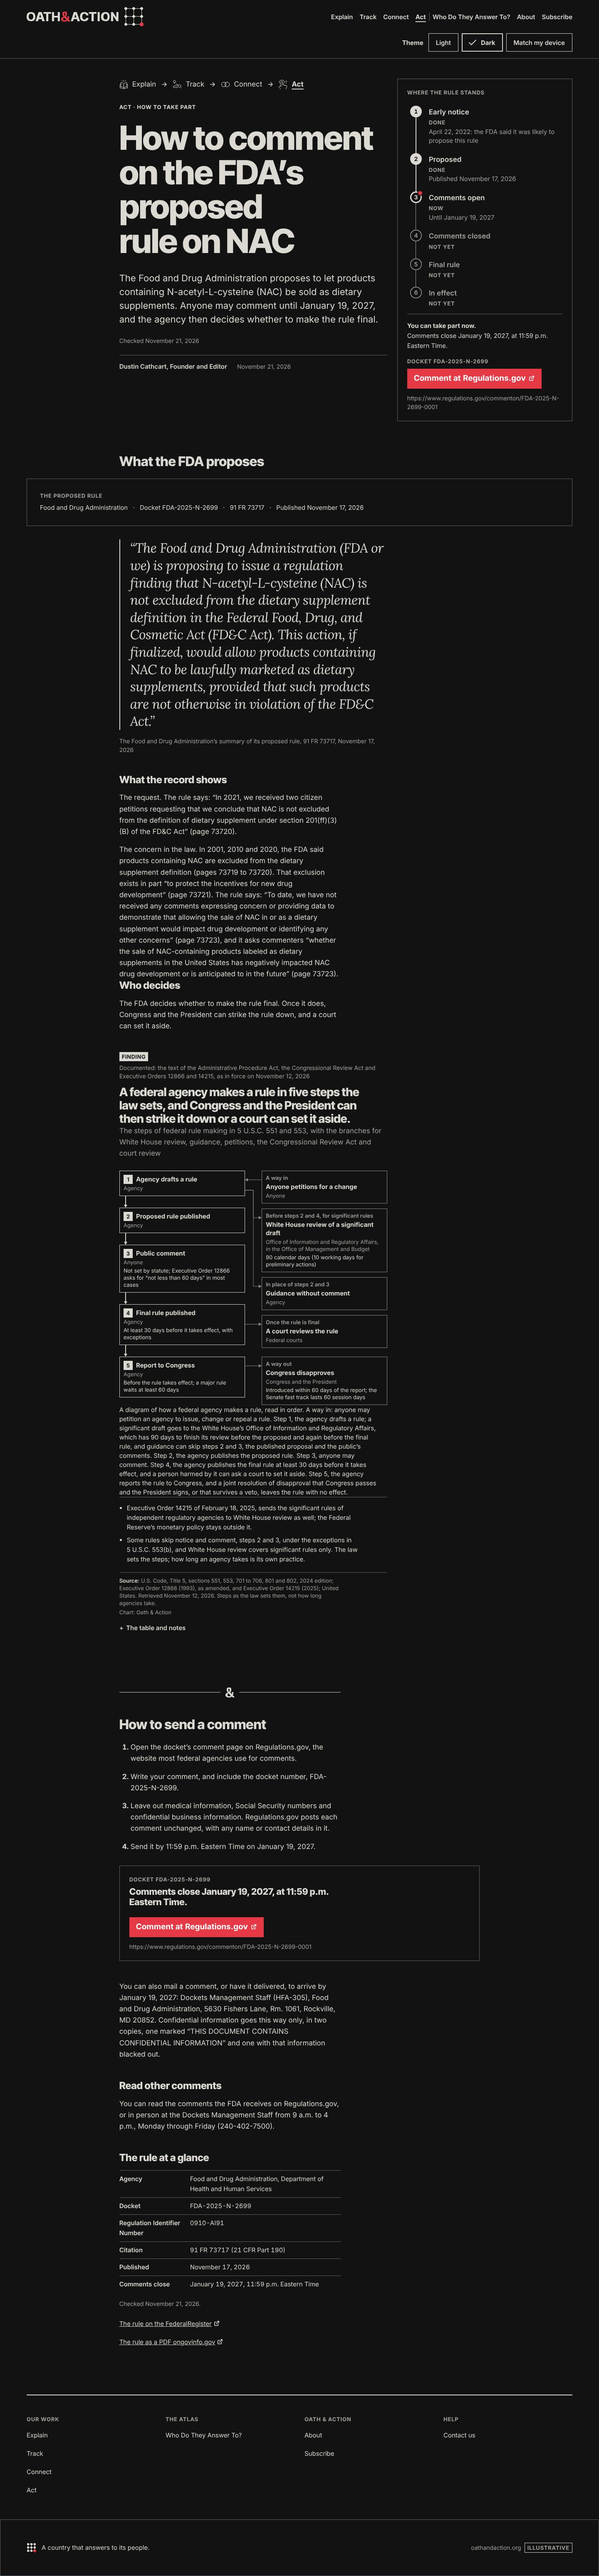 OATH&ACTION
Explain Track Connect Act Who Do They Answer To? About Subscribe
Theme Light Dark Match my device
Explain → Track → Connect → Act
ACT · HOW TO TAKE PART
How to comment
on the FDA’s
proposed
rule on NAC
The Food and Drug Administration proposes to let products
containing N-acetyl-L-cysteine (NAC) be sold as dietary
supplements. Anyone may comment until January 19, 2027,
and the agency then decides whether to make the rule final.
Checked November 21, 2026
Dustin Cathcart, Founder and Editor November 21, 2026
WHERE THE RULE STANDS
1 Early notice
DONE
April 22, 2022: the FDA said it was likely to
propose this rule
2 Proposed
DONE
Published November 17, 2026
3 Comments open
NOW
Until January 19, 2027
4 Comments closed
NOT YET
5 Final rule
NOT YET
6 In effect
NOT YET
You can take part now.
Comments close January 19, 2027, at 11:59 p.m.
Eastern Time.
DOCKET FDA-2025-N-2699
Comment at Regulations.gov
https://www.regulations.gov/commenton/FDA-2025-N-
2699-0001
What the FDA proposes
THE PROPOSED RULE
Food and Drug Administration · Docket FDA-2025-N-2699 · 91 FR 73717 · Published November 17, 2026
“The Food and Drug Administration (FDA or
we) is proposing to issue a regulation
finding that N-acetyl-L-cysteine (NAC) is
not excluded from the dietary supplement
definition in the Federal Food, Drug, and
Cosmetic Act (FD&C Act). This action, if
finalized, would allow products containing
NAC to be lawfully marketed as dietary
supplements, provided that such products
are not otherwise in violation of the FD&C
Act.”
The Food and Drug Administration’s summary of its proposed rule, 91 FR 73717, November 17,
2026
What the record shows
The request. The rule says: “In 2021, we received two citizen
petitions requesting that we conclude that NAC is not excluded
from the definition of dietary supplement under section 201(ff)(3)
(B) of the FD&C Act” (page 73720).
The concern in the law. In 2001, 2010 and 2020, the FDA said
products containing NAC are excluded from the dietary
supplement definition (pages 73719 to 73720). That exclusion
exists in part “to protect the incentives for new drug
development” (page 73721). The rule says: “To date, we have not
received any comments expressing concern or providing data to
demonstrate that allowing the sale of NAC in or as a dietary
supplement would impact drug development or identifying any
other concerns” (page 73723), and it asks commenters “whether
the sale of NAC-containing products labeled as dietary
supplements in the United States has negatively impacted NAC
drug development or is anticipated to in the future” (page 73723).
Who decides
The FDA decides whether to make the rule final. Once it does,
Congress and the President can strike the rule down, and a court
can set it aside.
FINDING
Documented: the text of the Administrative Procedure Act, the Congressional Review Act and
Executive Orders 12866 and 14215, as in force on November 12, 2026
A federal agency makes a rule in five steps the
law sets, and Congress and the President can
then strike it down or a court can set it aside.
The steps of federal rule making in 5 U.S.C. 551 and 553, with the branches for
White House review, guidance, petitions, the Congressional Review Act and
court review
1 Agency drafts a rule
Agency
2 Proposed rule published
Agency
3 Public comment
Anyone
Not set by statute; Executive Order 12866
asks for “not less than 60 days” in most
cases
4 Final rule published
Agency
At least 30 days before it takes effect, with
exceptions
5 Report to Congress
Agency
Before the rule takes effect; a major rule
waits at least 60 days
A way in
Anyone petitions for a change
Anyone
Before steps 2 and 4, for significant rules
White House review of a significant
draft
Office of Information and Regulatory Affairs,
in the Office of Management and Budget
90 calendar days (10 working days for
preliminary actions)
In place of steps 2 and 3
Guidance without comment
Agency
Once the rule is final
A court reviews the rule
Federal courts
A way out
Congress disapproves
Congress and the President
Introduced within 60 days of the report; the
Senate fast track lasts 60 session days
A diagram of how a federal agency makes a rule, read in order. A way in: anyone may
petition an agency to issue, change or repeal a rule. Step 1, the agency drafts a rule; a
significant draft goes to the White House’s Office of Information and Regulatory Affairs,
which has 90 days to finish its review before the proposed and again before the final
rule, and guidance can skip steps 2 and 3, the published proposal and the public’s
comments. Step 2, the agency publishes the proposed rule. Step 3, anyone may
comment. Step 4, the agency publishes the final rule at least 30 days before it takes
effect, and a person harmed by it can ask a court to set it aside. Step 5, the agency
reports the rule to Congress, and a joint resolution of disapproval that Congress passes
and the President signs, or that survives a veto, leaves the rule with no effect.
• Executive Order 14215 of February 18, 2025, sends the significant rules of
independent regulatory agencies to White House review as well; the Federal
Reserve’s monetary policy stays outside it.
• Some rules skip notice and comment, steps 2 and 3, under the exceptions in
5 U.S.C. 553(b), and White House review covers significant rules only. The law
sets the steps; how long an agency takes is its own practice.
Source: U.S. Code, Title 5, sections 551, 553, 701 to 706, 801 and 802, 2024 edition;
Executive Order 12866 (1993), as amended, and Executive Order 14215 (2025); United
States. Retrieved November 12, 2026. Steps as the law sets them, not how long
agencies take.
Chart: Oath & Action
+ The table and notes
&
How to send a comment
1. Open the docket’s comment page on Regulations.gov, the
website most federal agencies use for comments.
2. Write your comment, and include the docket number, FDA-
2025-N-2699.
3. Leave out medical information, Social Security numbers and
confidential business information. Regulations.gov posts each
comment unchanged, with any name or contact details in it.
4. Send it by 11:59 p.m. Eastern Time on January 19, 2027.
DOCKET FDA-2025-N-2699
Comments close January 19, 2027, at 11:59 p.m.
Eastern Time.
Comment at Regulations.gov
https://www.regulations.gov/commenton/FDA-2025-N-2699-0001
You can also mail a comment, or have it delivered, to arrive by
January 19, 2027: Dockets Management Staff (HFA-305), Food
and Drug Administration, 5630 Fishers Lane, Rm. 1061, Rockville,
MD 20852. Confidential information goes this way only, in two
copies, one marked “THIS DOCUMENT CONTAINS
CONFIDENTIAL INFORMATION” and one with that information
blacked out.
Read other comments
You can read the comments the FDA receives on Regulations.gov,
or in person at the Dockets Management Staff from 9 a.m. to 4
p.m., Monday through Friday (240-402-7500).
The rule at a glance
Agency Food and Drug Administration, Department of
Health and Human Services
Docket FDA-2025-N-2699
Regulation Identifier
Number 0910-AI91
Citation 91 FR 73717 (21 CFR Part 190)
Published November 17, 2026
Comments close January 19, 2027, 11:59 p.m. Eastern Time
Checked November 21, 2026.
The rule on the FederalRegister
The rule as a PDF ongovinfo.gov
OUR WORK
Explain
Track
Connect
Act
THE ATLAS
Who Do They Answer To?
OATH & ACTION
About
Subscribe
HELP
Contact us
A country that answers to its people.
oathandaction.org ILLUSTRATIVE